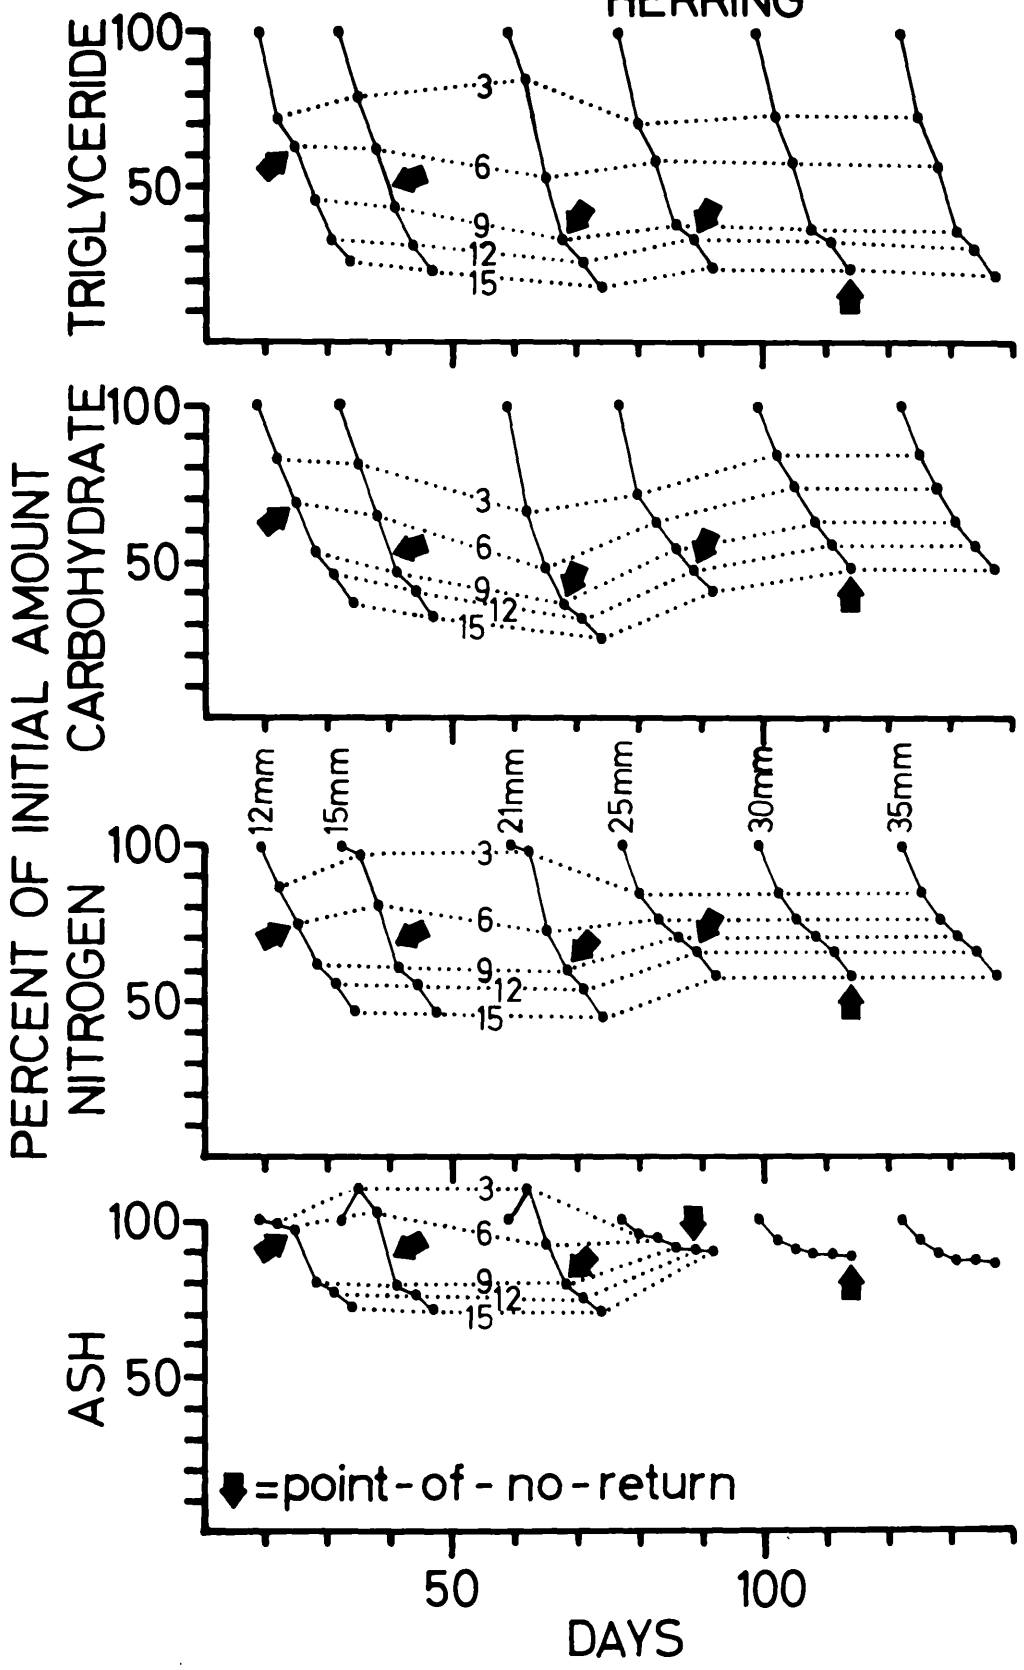 HERRING
PERCENT OF INITIAL AMOUNT
TRIGLYCERIDE
100
50
3
6
9
12
15
CARBOHYDRATE
100
50
3
6
9
12
15
12mm
15mm
21mm
25mm
30mm
35mm
NITROGEN
100
50
3
6
9
12
15
ASH
100
50
3
6
9
12
15
=point-of-no-return
50
100
DAYS